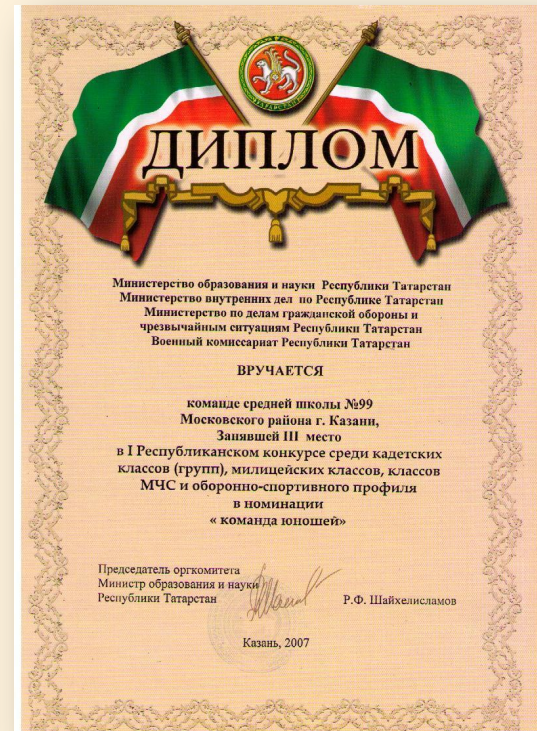 ТАТАРСТАН
ДИПЛОМ
Министерство образования и науки Республики Татарстан
Министерство внутренних дел по Республике Татарстан
Министерство по делам гражданской обороны и
чрезвычайным ситуациям Республики Татарстан
Военный комиссариат Республики Татарстан
ВРУЧАЕТСЯ
команде средней школы №99
Московского района г. Казани,
Занявшей III место
в I Республиканском конкурсе среди кадетских
классов (групп), милицейских классов, классов
МЧС и оборонно-спортивного профиля
в номинации
« команда юношей»
Председатель оргкомитета
Министр образования и науки
Республики Татарстан
Р.Ф. Шайхелисламов
Казань, 2007